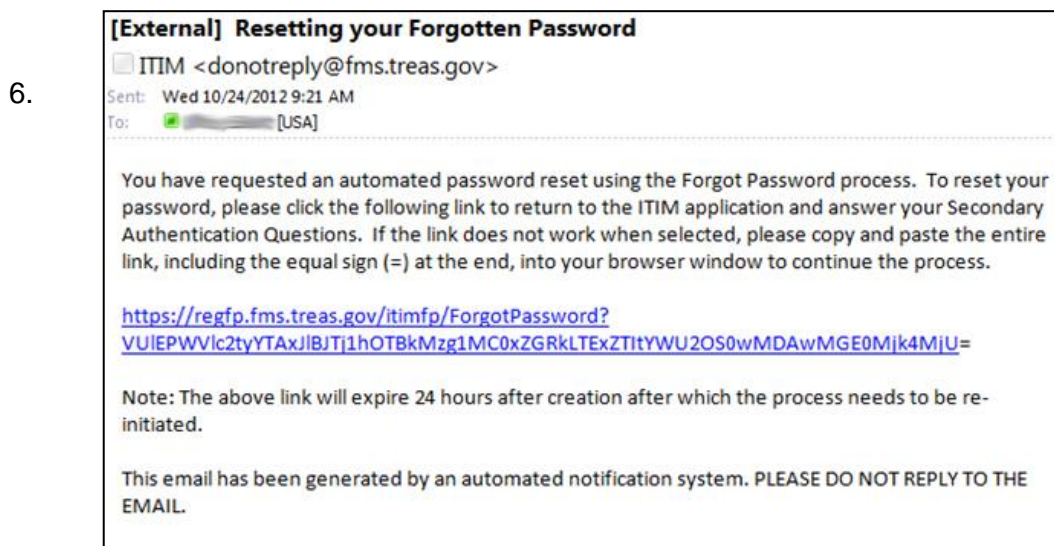 [External] Resetting your Forgotten Password
ITIM <donotreply@fms.treas.gov>
6.
Sent: Wed 10/24/2012 9:21 AM
To: [USA]
You have requested an automated password reset using the Forgot Password process. To reset your
password, please click the following link to return to the ITIM application and answer your Secondary
Authentication Questions. If the link does not work when selected, please copy and paste the entire
link, including the equal sign (=) at the end, into your browser window to continue the process.
https://regfp.fms.treas.gov/itimfp/ForgotPassword?
VUlEPWVlc2tyYTAxJlBJTj1hOTBkMzg1MC0xZGRkLTExZTItYWU2OS0wMDAwMGE0Mjk4MjU=
Note: The above link will expire 24 hours after creation after which the process needs to be re-
initiated.
This email has been generated by an automated notification system. PLEASE DO NOT REPLY TO THE
EMAIL.